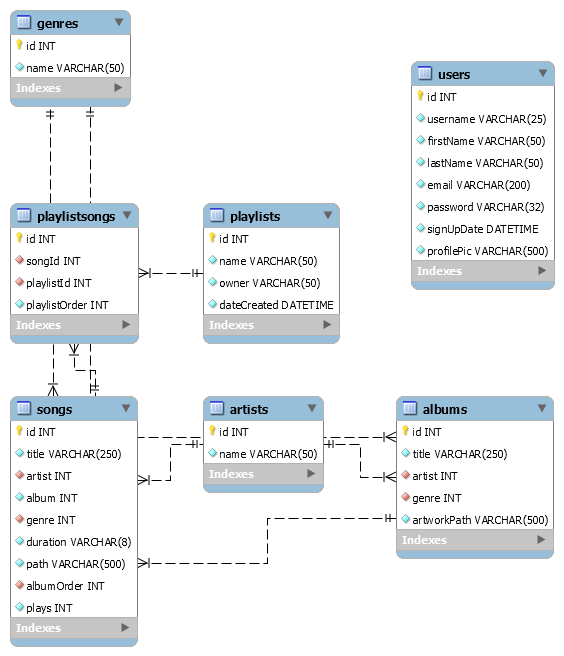 genres
id INT
name VARCHAR(50)
Indexes
users
id INT
username VARCHAR(25)
firstName VARCHAR(50)
lastName VARCHAR(50)
email VARCHAR(200)
password VARCHAR(32)
signUpDate DATETIME
profilePic VARCHAR(500)
Indexes
playlistsongs
id INT
songId INT
playlistId INT
playlistOrder INT
Indexes
playlists
id INT
name VARCHAR(50)
owner VARCHAR(50)
dateCreated DATETIME
Indexes
songs
id INT
title VARCHAR(250)
artist INT
album INT
genre INT
duration VARCHAR(8)
path VARCHAR(500)
albumOrder INT
plays INT
Indexes
artists
id INT
name VARCHAR(50)
Indexes
albums
id INT
title VARCHAR(250)
artist INT
genre INT
artworkPath VARCHAR(500)
Indexes